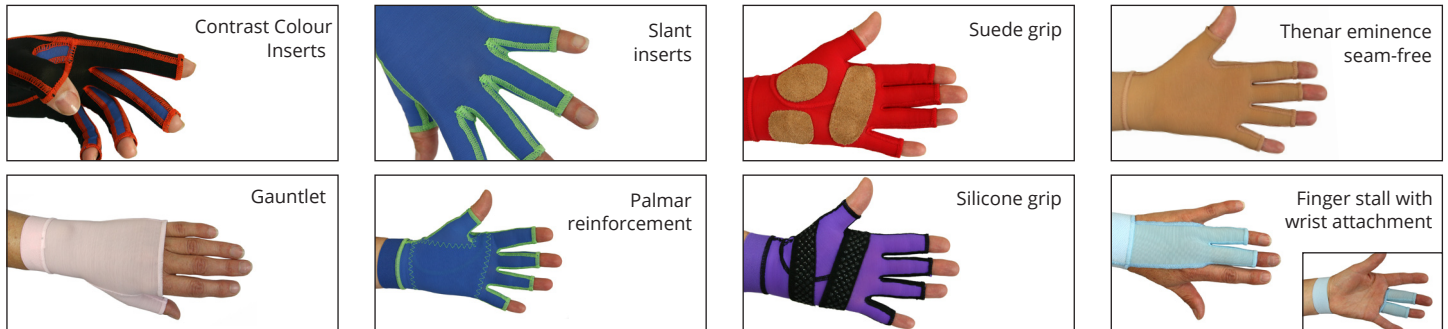 Contrast Colour
Inserts
Slant
inserts
Suede grip
Thenar eminence
seam-free
Gauntlet
Palmar
reinforcement
Silicone grip
Finger stall with
wrist attachment